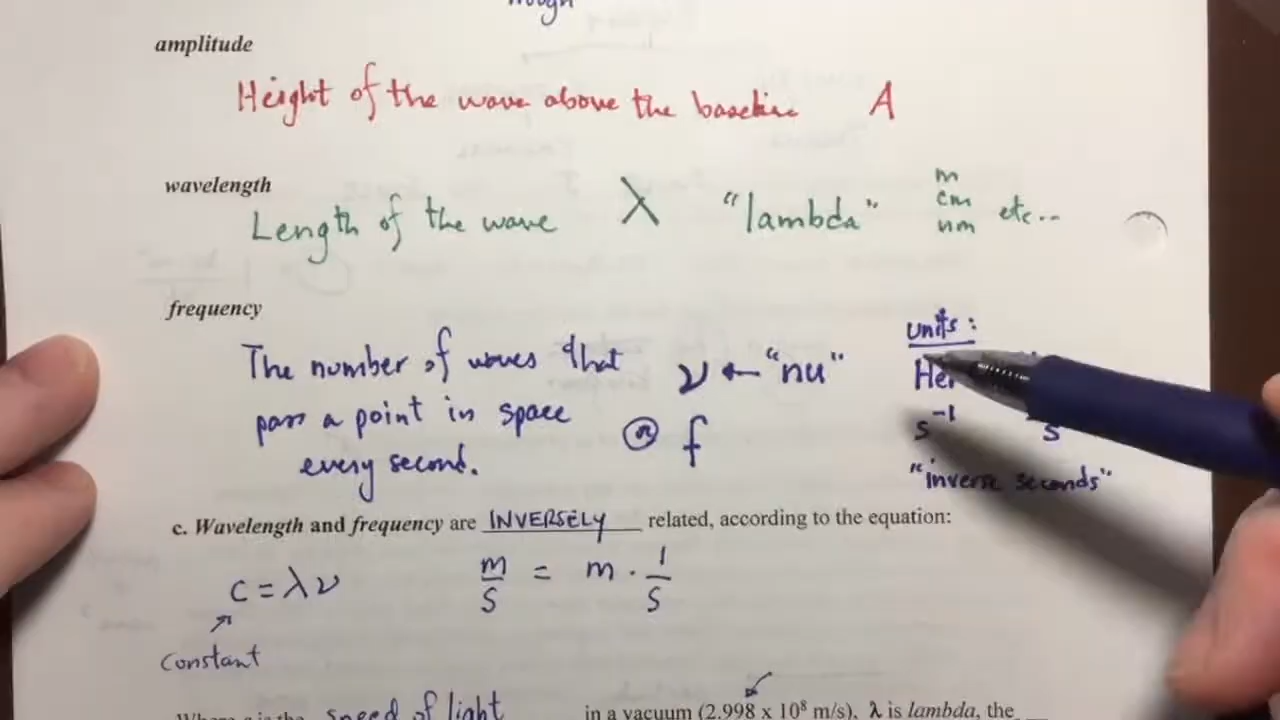 amplitude
Height of the wave above the baseline A
wavelength
Length of the wave λ "lambda" m cm nm etc...
frequency
The number of waves that
pass a point in space
every second.
ν ← "nu"
or f
units:
s⁻¹
s
"inverse seconds"
c. Wavelength and frequency are INVERSELY related, according to the equation:
c = λν m/s = m · 1/s
Constant
speed of light in a vacuum (2.998 x 10⁸ m/s), λ is lambda, the